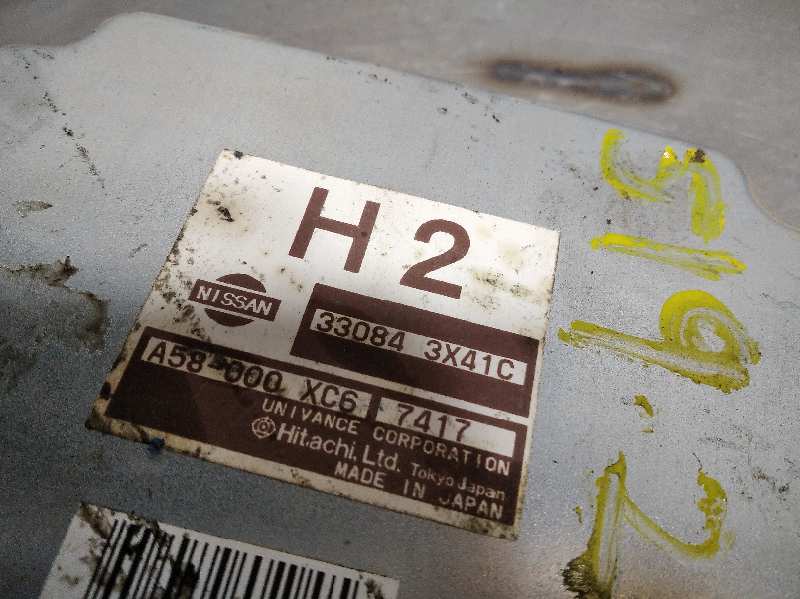 H2
NISSAN
33084 3X41C
A58-000 XC6 7417
UNIVANCE CORPORATION
Hitachi, Ltd. Tokyo Japan
MADE IN JAPAN